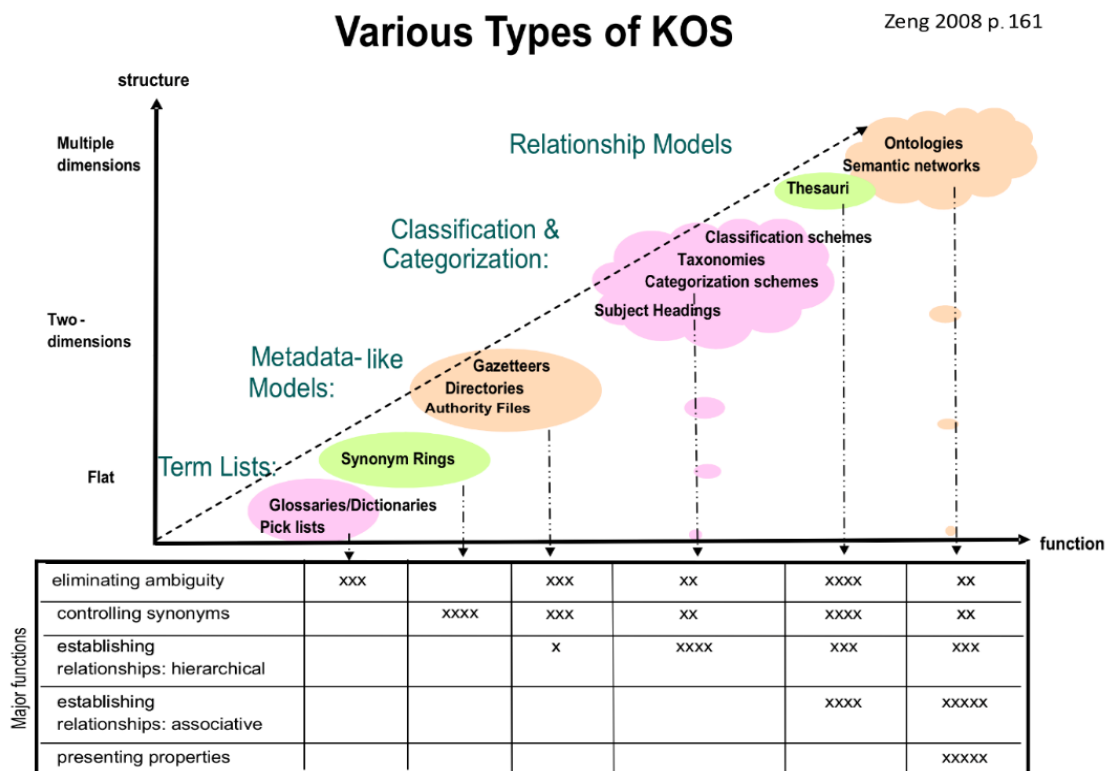 Various Types of KOS
Zeng 2008 p. 161
structure
Multiple
dimensions
Relationship Models
Ontologies
Semantic networks
Thesauri
Classification &
Categorization:
Classification schemes
Taxonomies
Categorization schemes
Subject Headings
Two-
dimensions
Metadata-like
Models:
Gazetteers
Directories
Authority Files
Term Lists:
Synonym Rings
Flat
Glossaries/Dictionaries
Pick lists
function
Major functions
eliminating ambiguity xxx xxx xx xxxx xx
controlling synonyms xxxx xxx xx xxxx xx
establishing
relationships: hierarchical x xxxx xxx xxx
establishing
relationships: associative xxxx xxxxx
presenting properties xxxxx